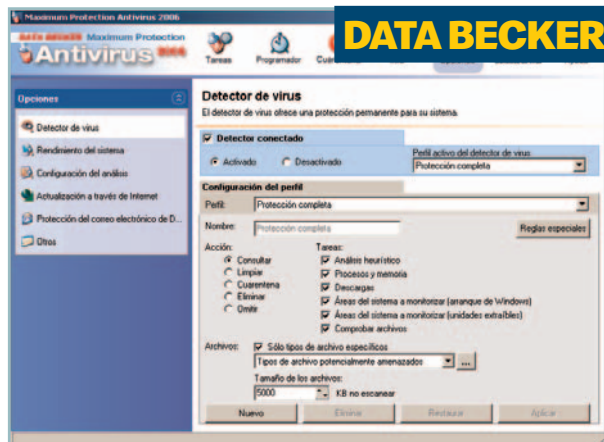 Maximum Protection Antivirus 2006
DATA BECKER
DATA BECKER Maximum Protection
Antivirus 2006
Tareas
Programador
Opciones
Detector de virus
Rendimiento del sistema
Configuración del análisis
Actualización a través de Internet
Protección del correo electrónico de D...
Otros
Detector de virus
El detector de virus ofrece una protección permanente para su sistema.
Detector conectado
Activado
Desactivado
Perfil activo del detector de virus
Protección completa
Configuración del perfil
Perfil:
Protección completa
Nombre:
Protección completa
Reglas especiales
Acción:
Consultar
Limpiar
Cuarentena
Eliminar
Omitir
Tareas:
Análisis heurístico
Procesos y memoria
Descargas
Áreas del sistema a monitorizar (arranque de Windows)
Áreas del sistema a monitorizar (unidades extraíbles)
Comprobar archivos
Archivos:
Sólo tipos de archivo específicos
Tipos de archivo potencialmente amenazados
...
Tamaño de los archivos:
5000
KB no escanear
Nuevo
Eliminar
Restaurar
Aplicar